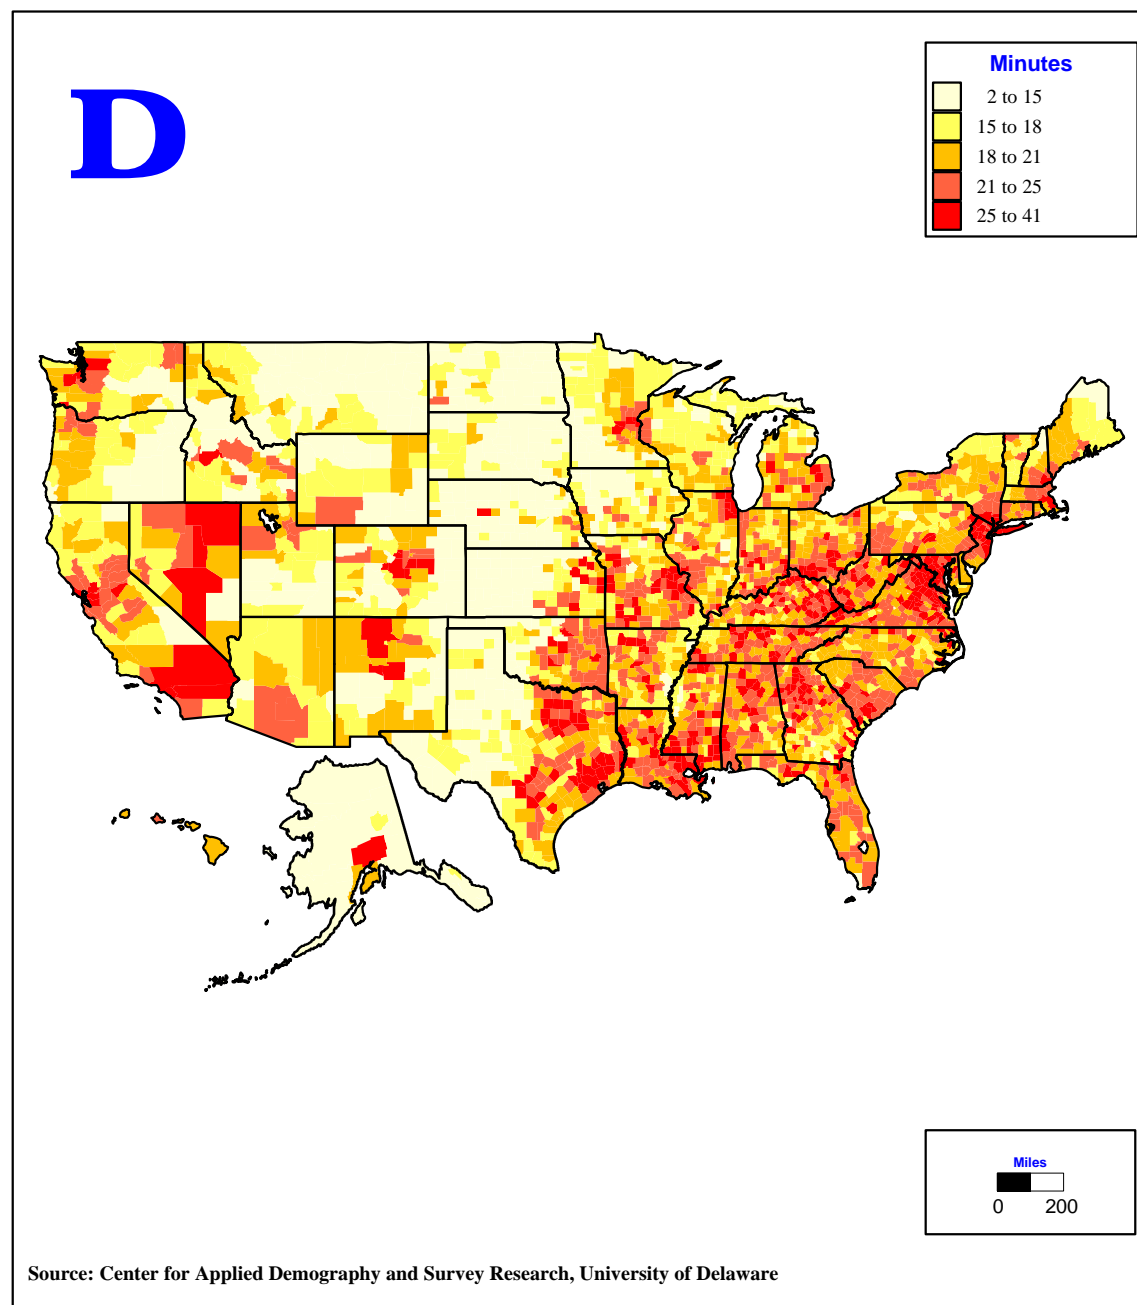 D
Minutes
2 to 15
15 to 18
18 to 21
21 to 25
25 to 41
Miles
0 200
Source: Center for Applied Demography and Survey Research, University of Delaware